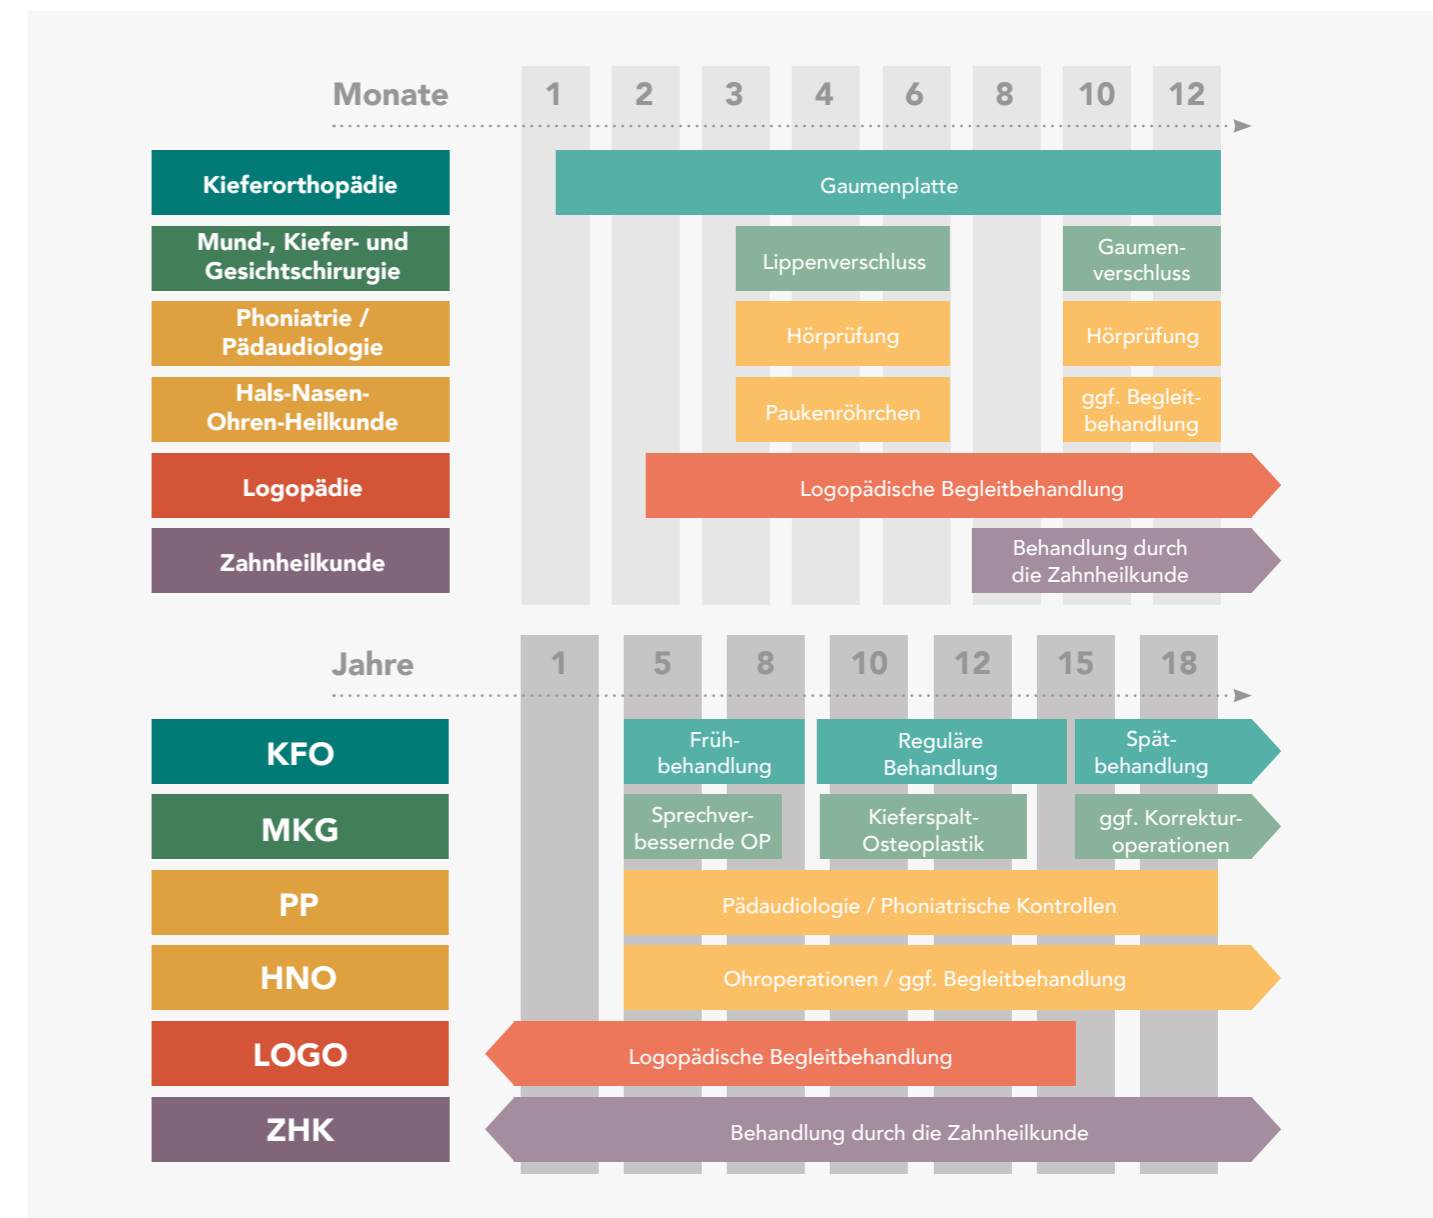 Monate 1 2 3 4 6 8 10 12
Kieferorthopädie
Gaumenplatte
Mund-, Kiefer- und
Gesichtschirurgie
Lippenverschluss
Gaumen-
verschluss
Phoniatrie /
Pädaudiologie
Hörprüfung
Hörprüfung
Hals-Nasen-
Ohren-Heilkunde
Paukenröhrchen
ggf. Begleit-
behandlung
Logopädie
Logopädische Begleitbehandlung
Zahnheilkunde
Behandlung durch
die Zahnheilkunde
Jahre 1 5 8 10 12 15 18
KFO
Früh-
behandlung
Reguläre
Behandlung
Spät-
behandlung
MKG
Sprechver-
bessernde OP
Kieferspalt-
Osteoplastik
ggf. Korrektur-
operationen
PP
Pädaudiologie / Phoniatrische Kontrollen
HNO
Ohroperationen / ggf. Begleitbehandlung
LOGO
Logopädische Begleitbehandlung
ZHK
Behandlung durch die Zahnheilkunde